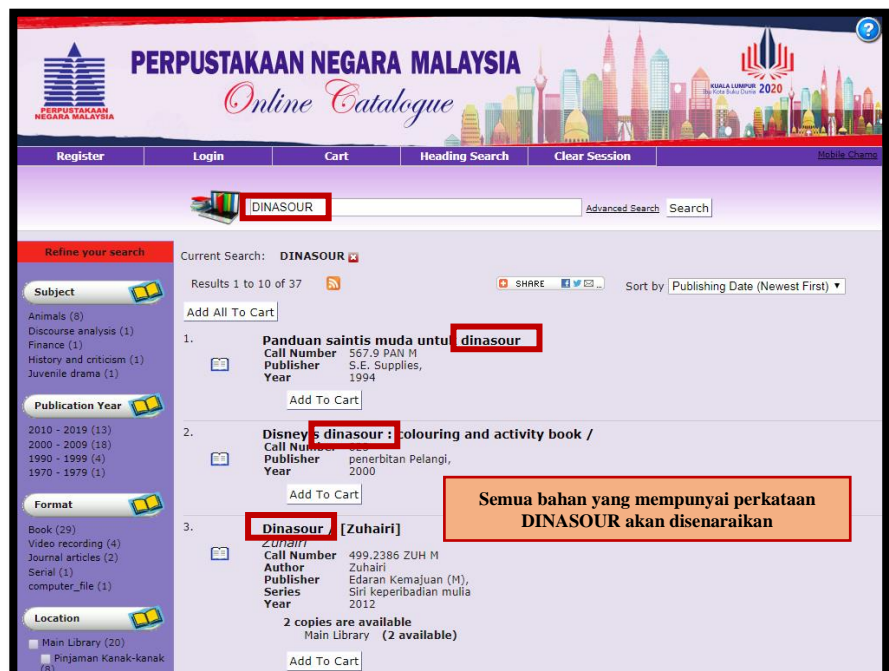 PERPUSTAKAAN NEGARA MALAYSIA
Online Catalogue
PERPUSTAKAAN
NEGARA MALAYSIA
KUALA LUMPUR 2020
Ibu Kota Buku Dunia
?
Register Login Cart Heading Search Clear Session Mobile Chamo
DINASOUR Advanced Search Search
Refine your search
Current Search: DINASOUR
Results 1 to 10 of 37 SHARE Sort by Publishing Date (Newest First)
Add All To Cart
Subject
Animals (8)
Discourse analysis (1)
Finance (1)
History and criticism (1)
Juvenile drama (1)
Publication Year
2010 - 2019 (13)
2000 - 2009 (18)
1990 - 1999 (4)
1970 - 1979 (1)
Format
Book (29)
Video recording (4)
Journal articles (2)
Serial (1)
computer_file (1)
Location
Main Library (20)
Pinjaman Kanak-kanak
(8)
1. Panduan saintis muda untuk dinasour
Call Number 567.9 PAN M
Publisher S.E. Supplies,
Year 1994
Add To Cart
2. Disney's dinasour : colouring and activity book /
Call Number
Publisher penerbitan Pelangi,
Year 2000
Add To Cart
3. Dinasour / [Zuhairi]
Zuhairi
Call Number 499.2386 ZUH M
Author Zuhairi
Publisher Edaran Kemajuan (M),
Series Siri keperibadian mulia
Year 2012
2 copies are available
Main Library (2 available)
Add To Cart
Semua bahan yang mempunyai perkataan
DINASOUR akan disenaraikan